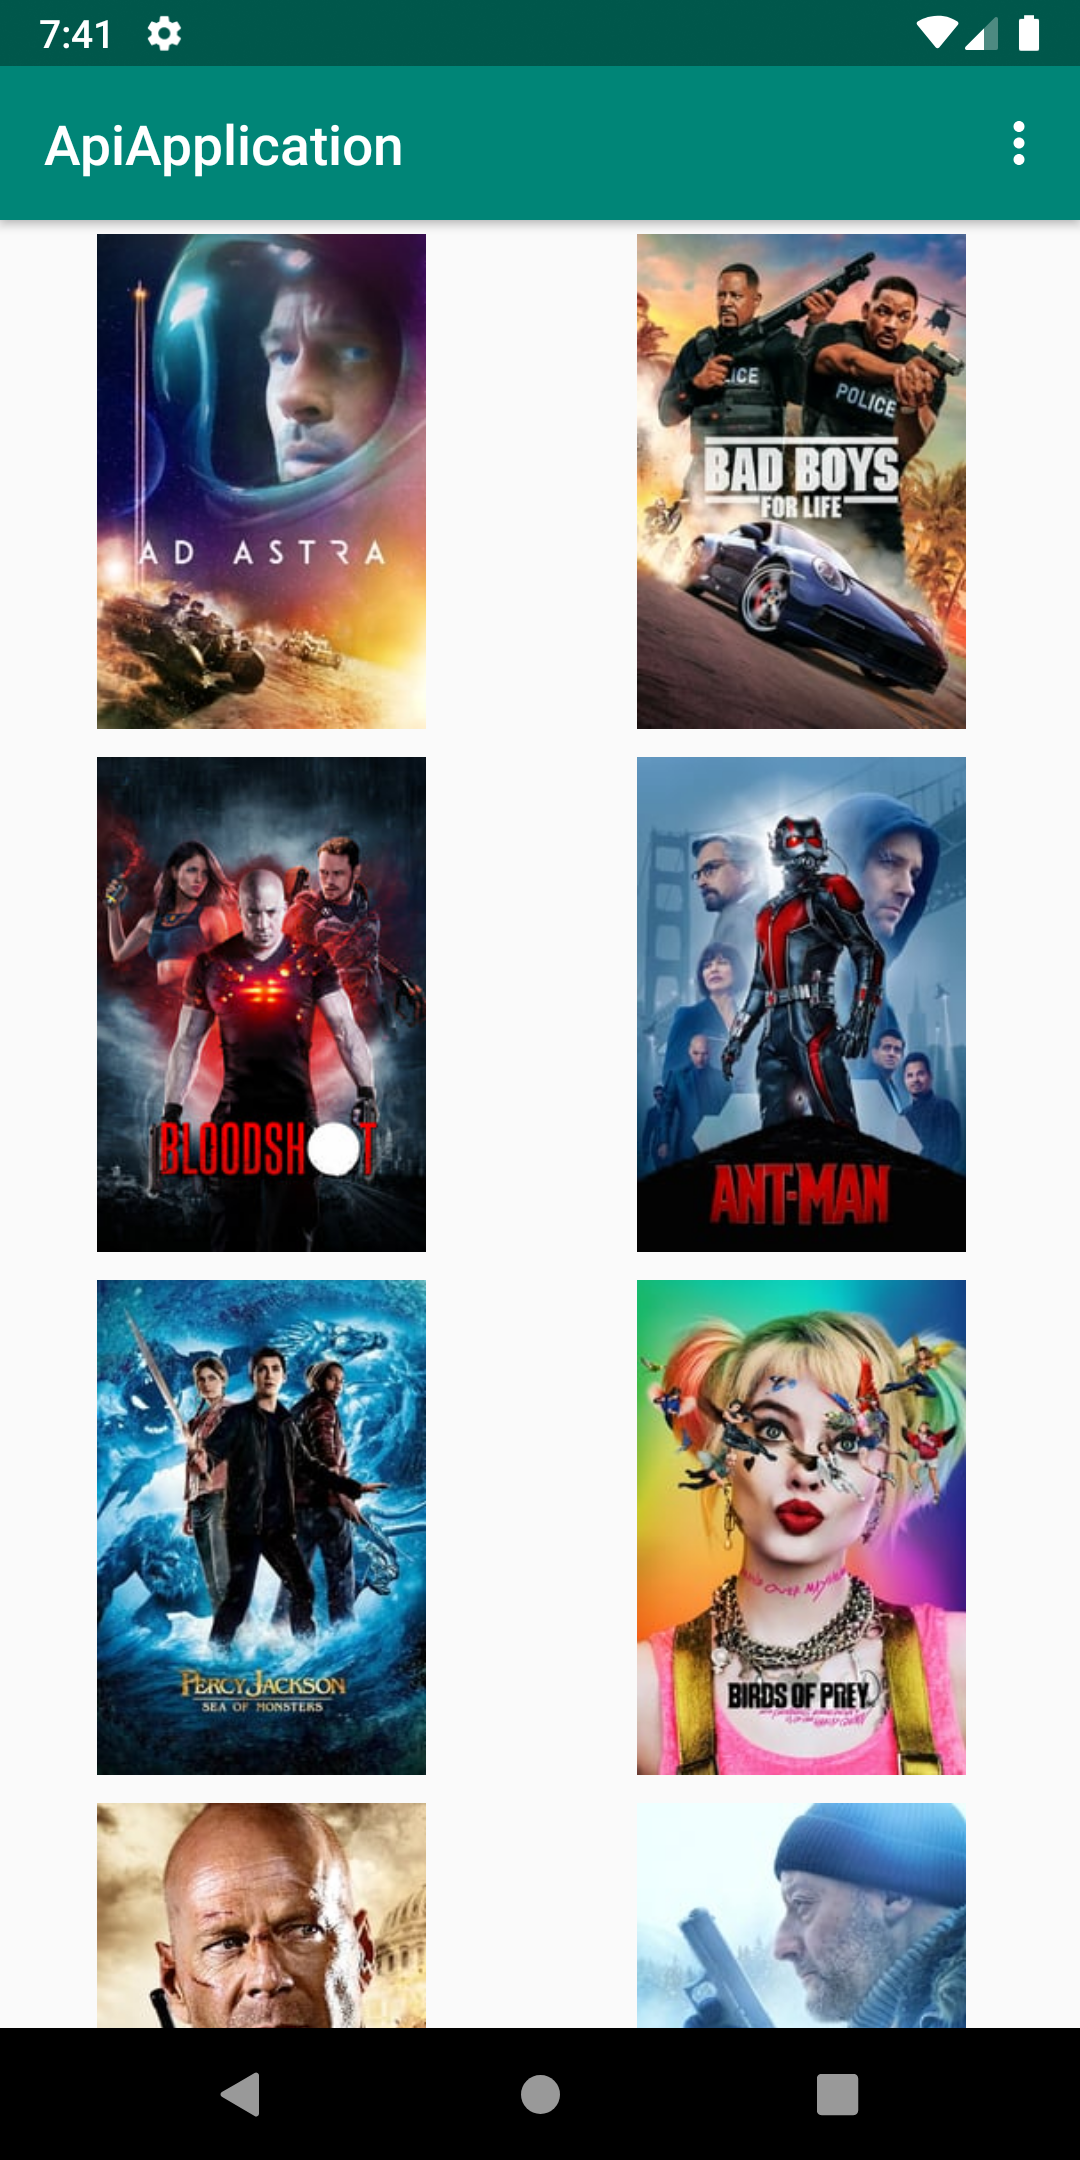 7:41
ApiApplication
AD ASTRA
LICE
POLICE
BAD BOYS
FOR LIFE
BLOODSHOT
ANT-MAN
PERCY JACKSON
SEA OF MONSTERS
BIRDS OF PREY